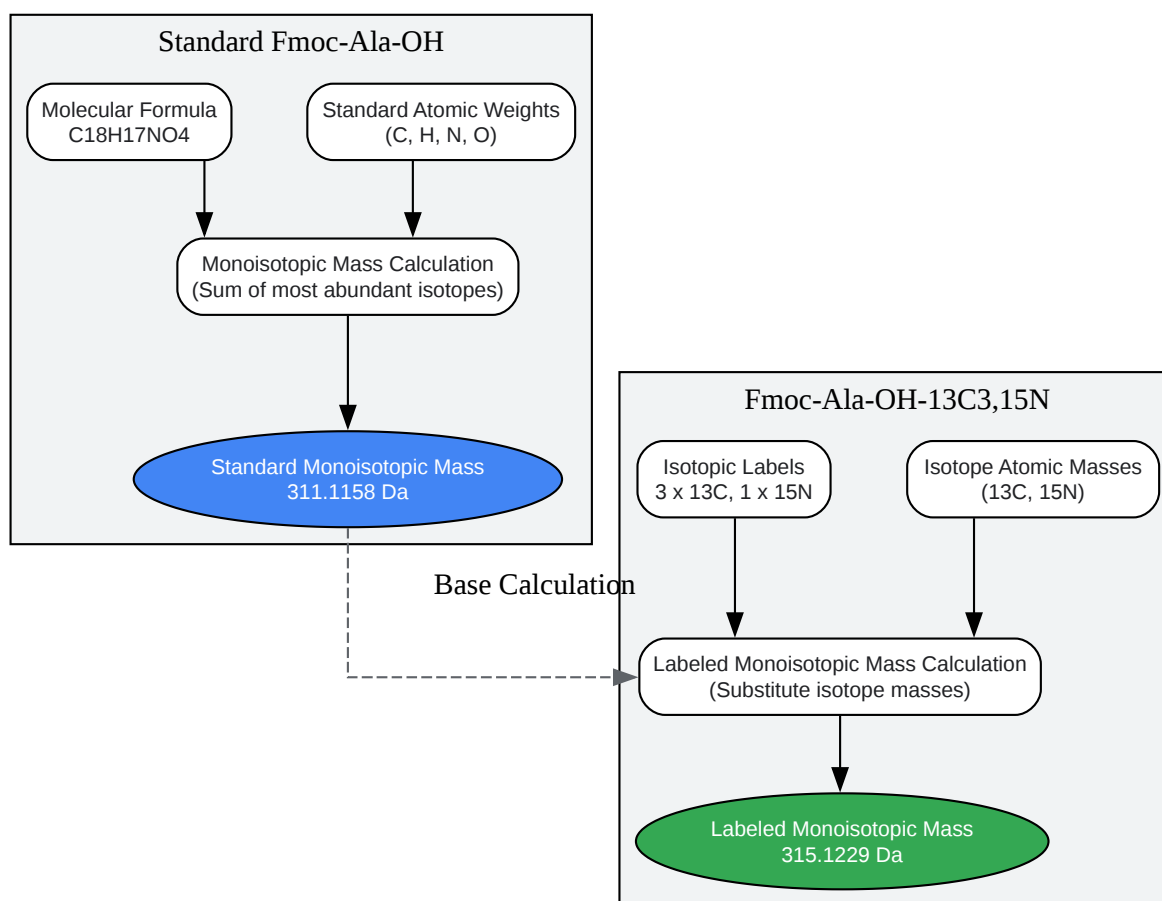 Standard Fmoc-Ala-OH
Molecular Formula
C18H17NO4
Standard Atomic Weights
(C, H, N, O)
Monoisotopic Mass Calculation
(Sum of most abundant isotopes)
Standard Monoisotopic Mass
311.1158 Da
Base Calculation
Fmoc-Ala-OH-13C3,15N
Isotopic Labels
3 x 13C, 1 x 15N
Isotope Atomic Masses
(13C, 15N)
Labeled Monoisotopic Mass Calculation
(Substitute isotope masses)
Labeled Monoisotopic Mass
315.1229 Da